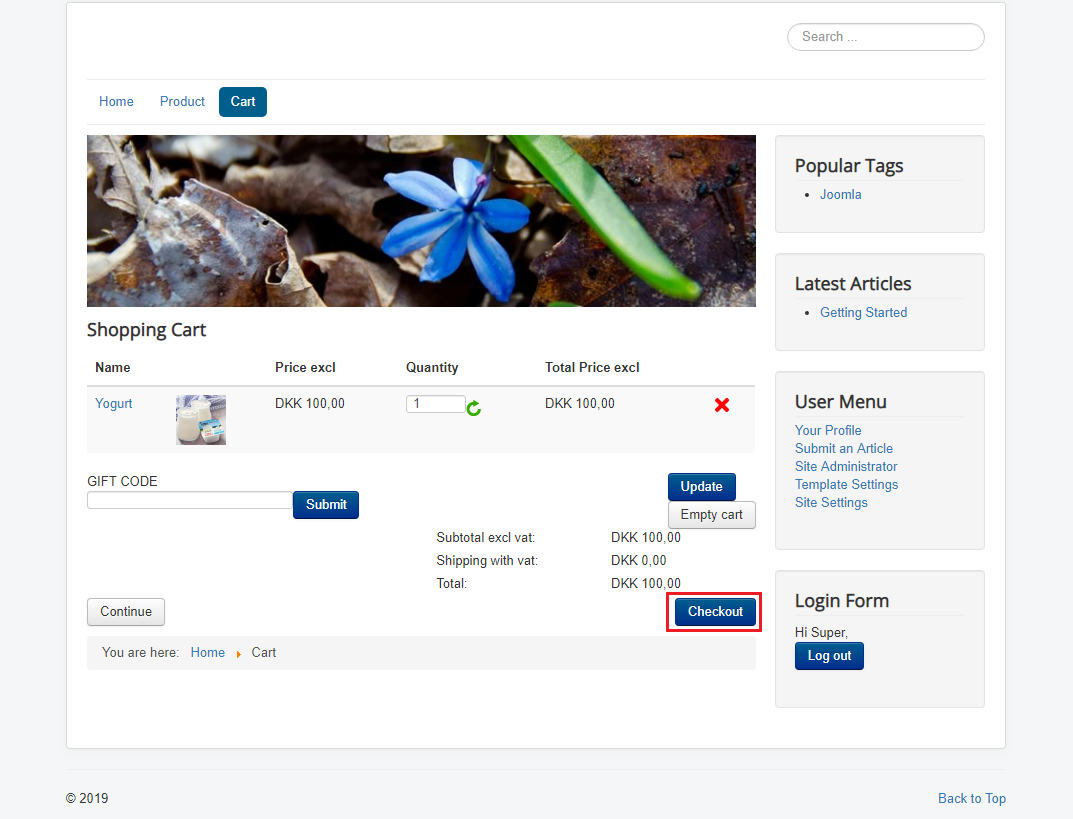 Search ...
Home Product Cart
Popular Tags
Joomla
Latest Articles
Getting Started
Shopping Cart
Name Price excl Quantity Total Price excl
Yogurt DKK 100,00 1 DKK 100,00
User Menu
Your Profile
Submit an Article
Site Administrator
Template Settings
Site Settings
GIFT CODE
Submit
Update
Empty cart
Subtotal excl vat: DKK 100,00
Shipping with vat: DKK 0,00
Total: DKK 100,00
Continue Checkout
You are here: Home Cart
Login Form
Hi Super,
Log out
© 2019 Back to Top